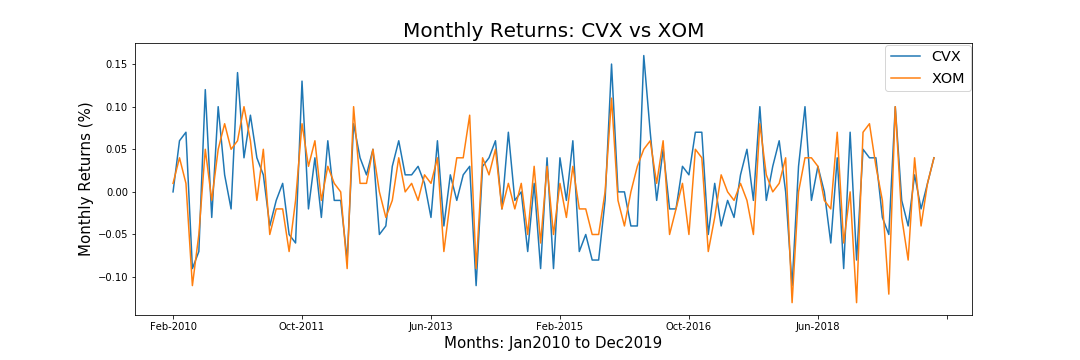 Monthly Returns: CVX vs XOM
CVX
XOM
Monthly Returns (%)
0.15
0.10
0.05
0.00
−0.05
−0.10
Feb-2010
Oct-2011
Jun-2013
Feb-2015
Oct-2016
Jun-2018
Months: Jan2010 to Dec2019